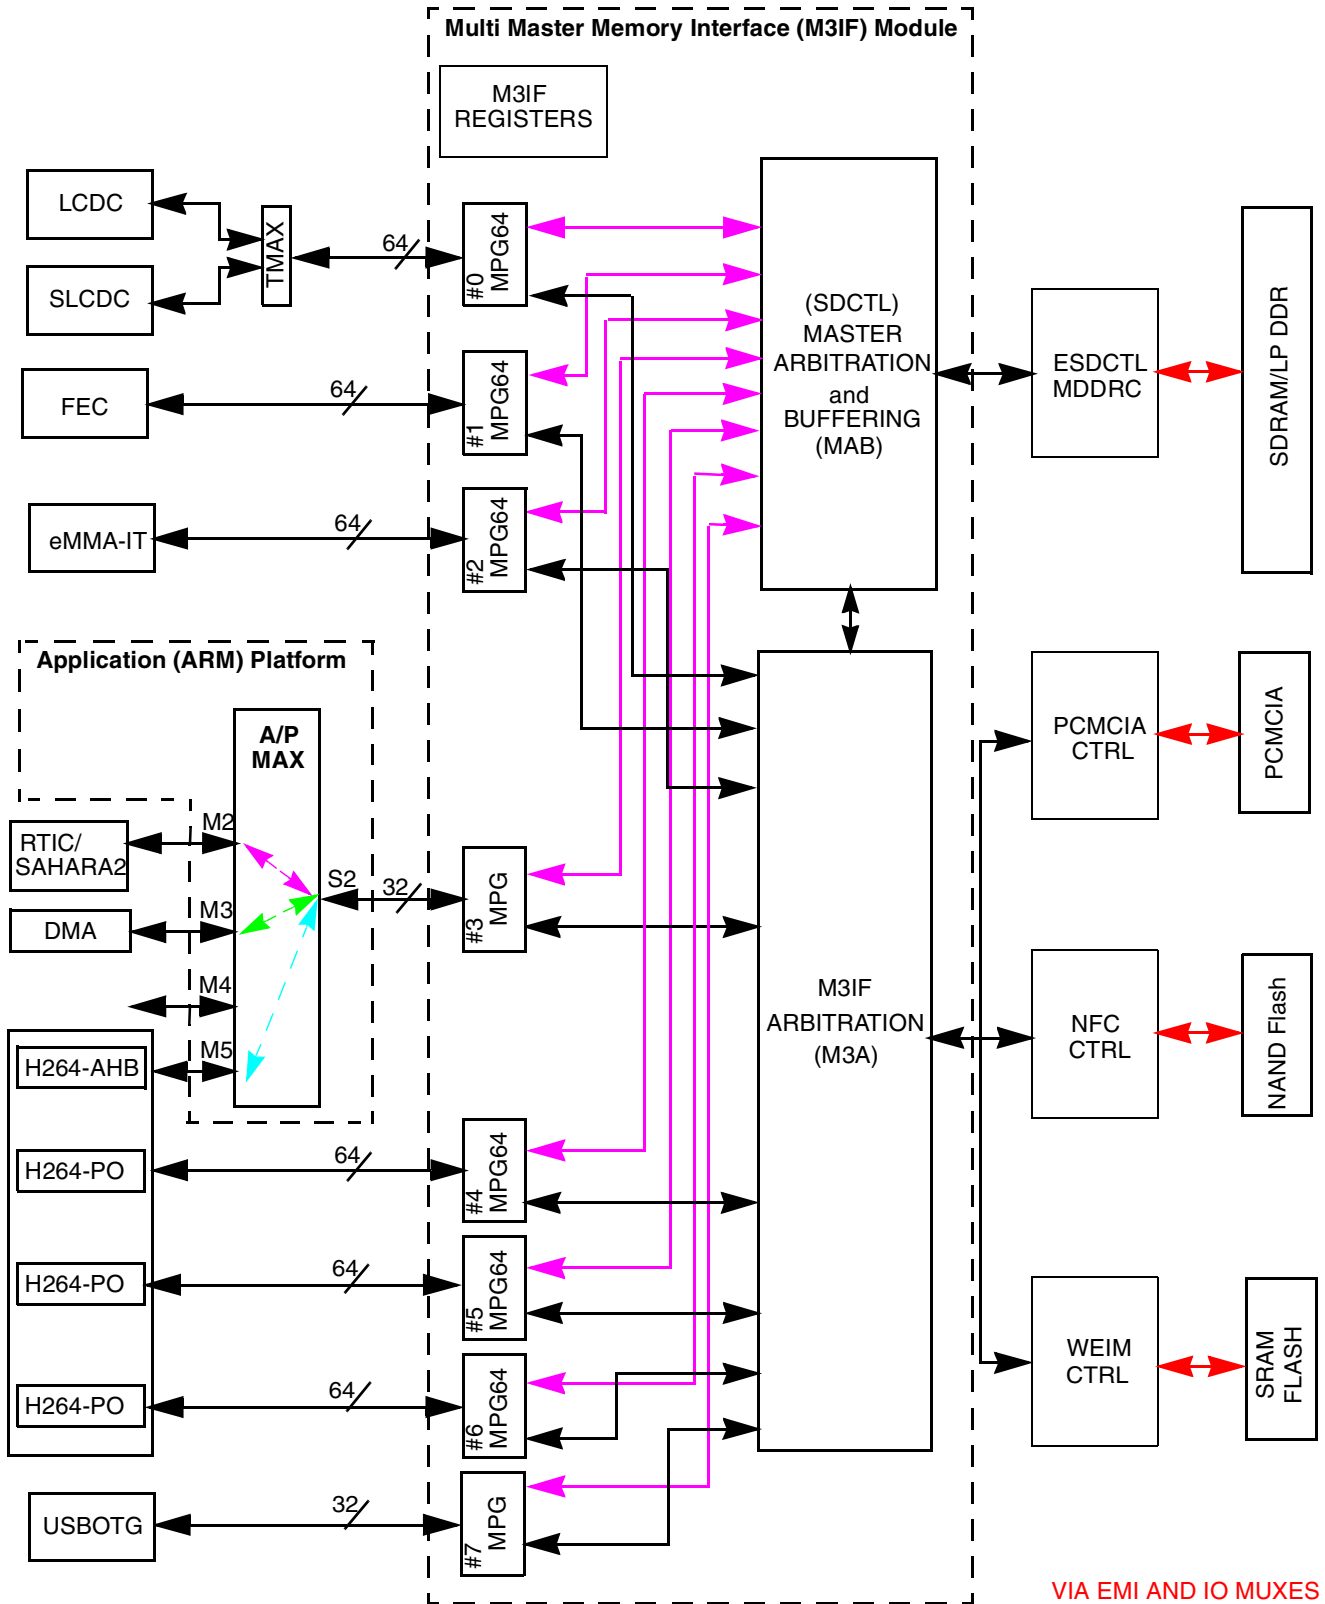 Multi Master Memory Interface (M3IF) Module
M3IF
REGISTERS
LCDC
SLCDC
TMAX
64
#0
MPG64
FEC
64
#1
MPG64
eMMA-IT
64
#2
MPG64
(SDCTL)
MASTER
ARBITRATION
and
BUFFERING
(MAB)
ESDCTL
MDDRC
SDRAM/LP DDR
Application (ARM) Platform
A/P
MAX
RTIC/
SAHARA2
M2
DMA
M3
M4
M5
S2
32
#3
MPG
H264-AHB
H264-PO
64
#4
MPG64
H264-PO
64
#5
MPG64
H264-PO
64
#6
MPG64
USBOTG
32
#7
MPG
M3IF
ARBITRATION
(M3A)
PCMCIA
CTRL
PCMCIA
NFC
CTRL
NAND Flash
WEIM
CTRL
SRAM
FLASH
VIA EMI AND IO MUXES